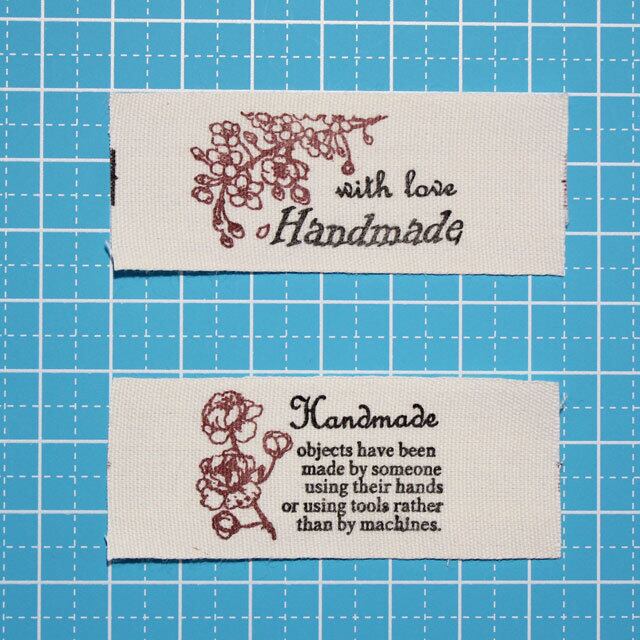 with love
Handmade
Handmade
objects have been
made by someone
using their hands
or using tools rather
than by machines.